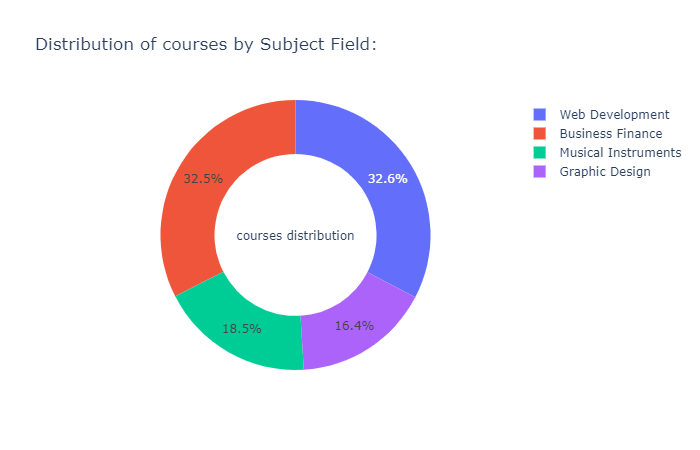 Distribution of courses by Subject Field:
Web Development
Business Finance
Musical Instruments
Graphic Design
32.5%
32.6%
courses distribution
18.5%
16.4%